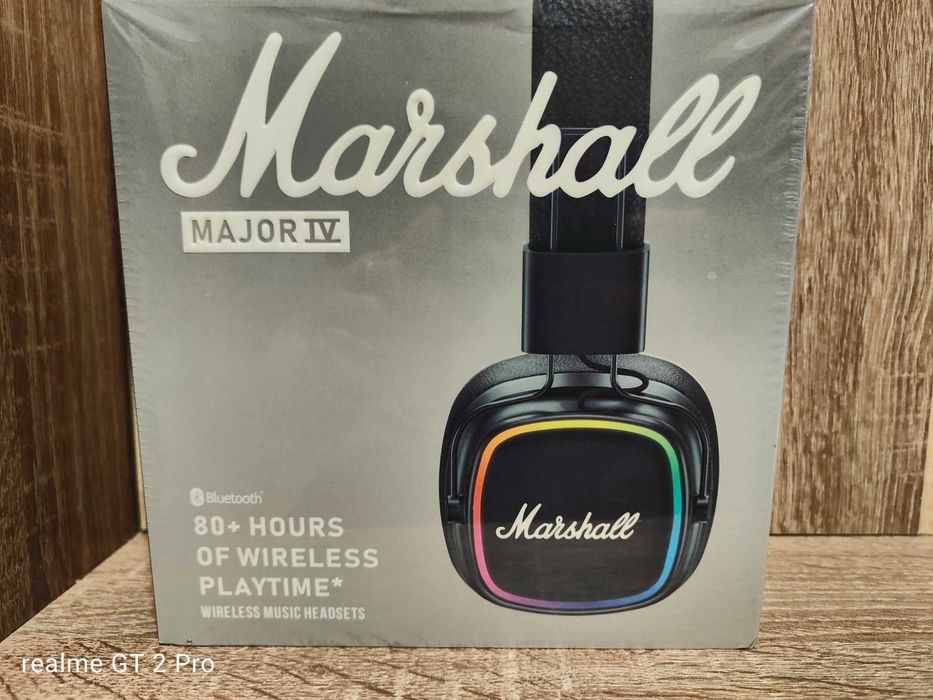 Marshall
MAJOR IV
Marshall
Bluetooth®
80+ HOURS
OF WIRELESS
PLAYTIME*
WIRELESS MUSIC HEADSETS
realme GT 2 Pro